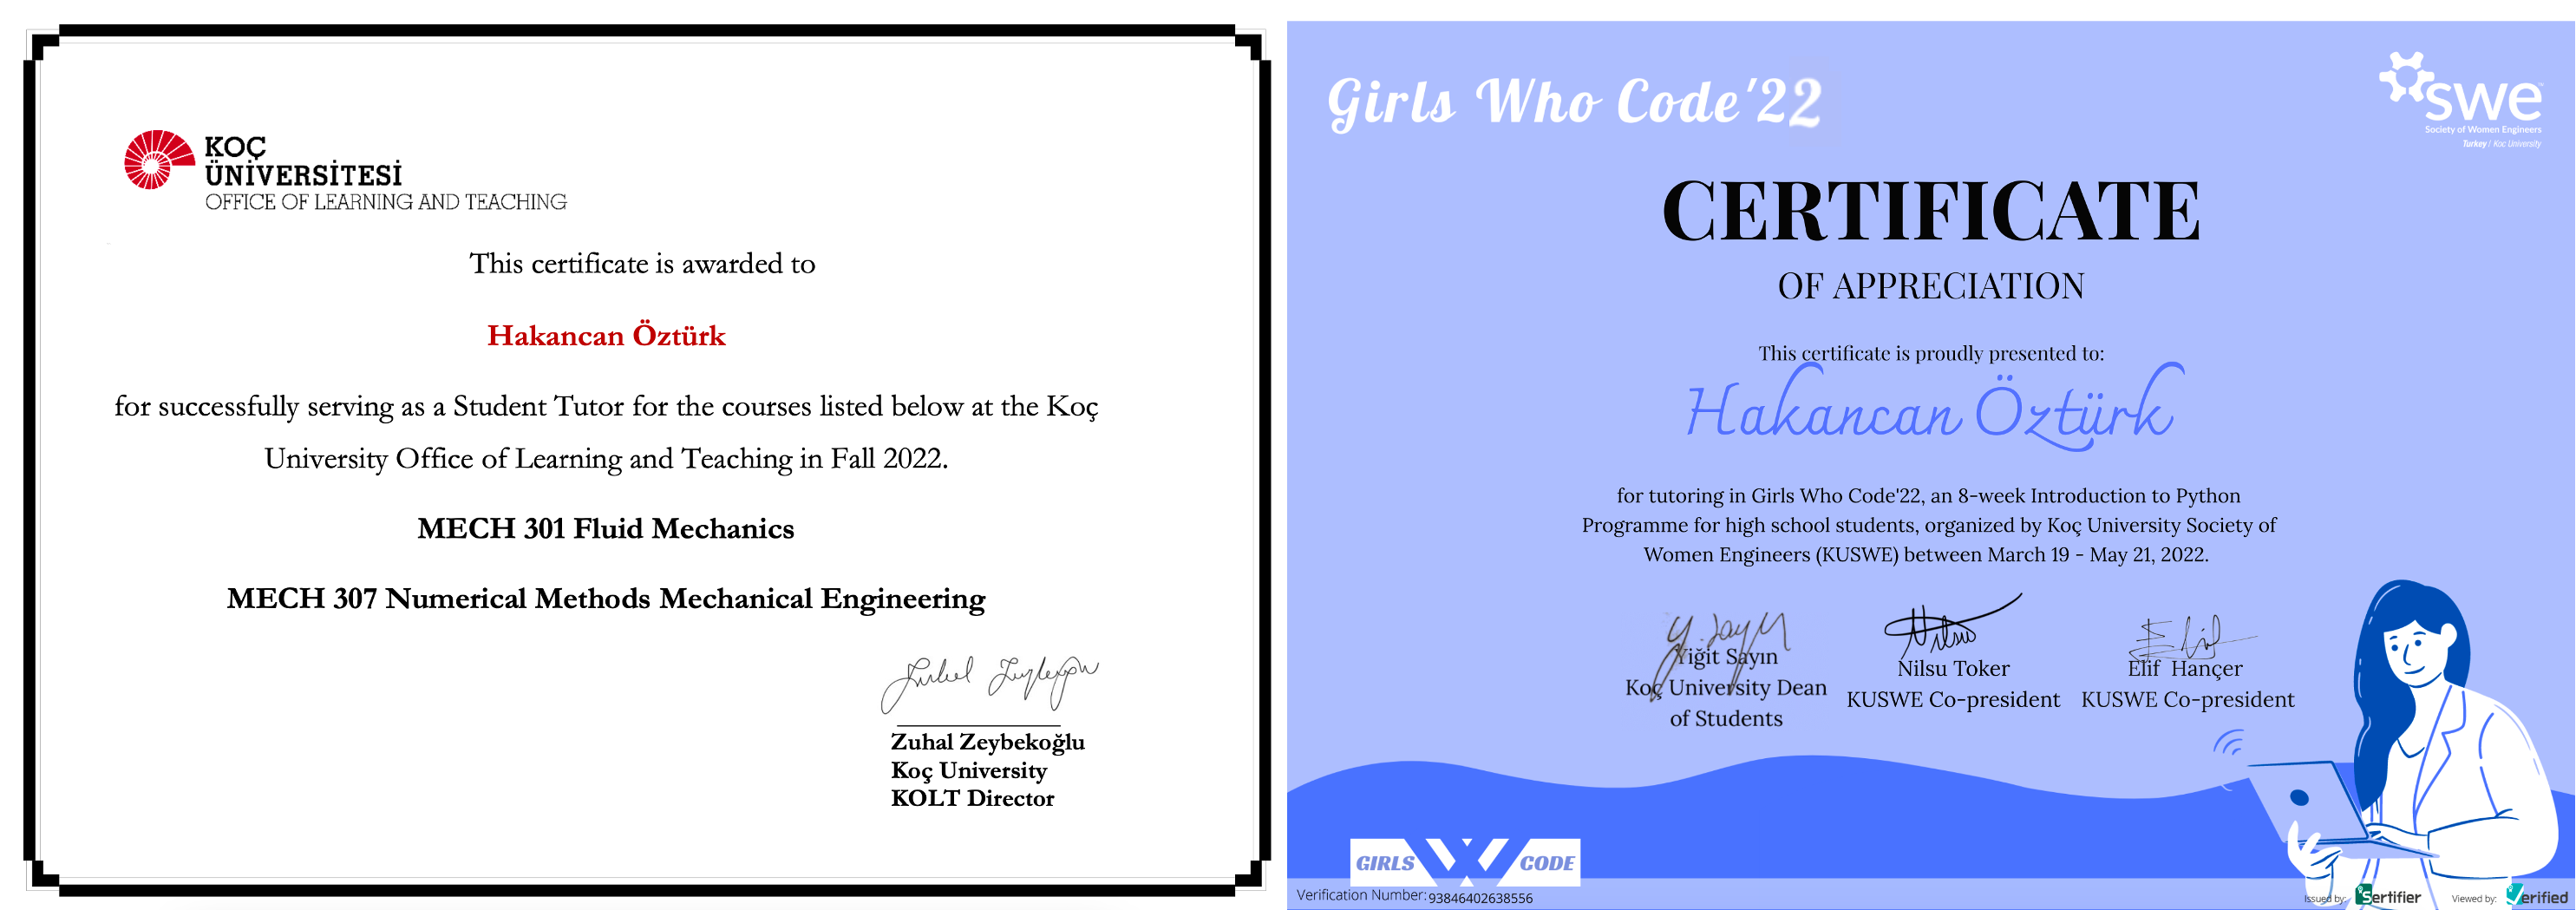 KOÇ
ÜNİVERSİTESİ
OFFICE OF LEARNING AND TEACHING
This certificate is awarded to
Hakancan Öztürk
for successfully serving as a Student Tutor for the courses listed below at the Koç
University Office of Learning and Teaching in Fall 2022.
MECH 301 Fluid Mechanics
MECH 307 Numerical Methods Mechanical Engineering
Zuhal Zeybekoğlu
Koç University
KOLT Director
Girls Who Code'22
swe
Society of Women Engineers
Turkey / Koc University
CERTIFICATE
OF APPRECIATION
This certificate is proudly presented to:
Hakancan Öztürk
for tutoring in Girls Who Code'22, an 8-week Introduction to Python
Programme for high school students, organized by Koç University Society of
Women Engineers (KUSWE) between March 19 - May 21, 2022.
Y. Sayın
Nilsu
Elif
Yiğit Sayın
Koç University Dean
of Students
Nilsu Toker
KUSWE Co-president
Elif Hançer
KUSWE Co-president
GIRLS W CODE
Verification Number: 93846402638556
Issued by: Sertifier
Viewed by: Verified